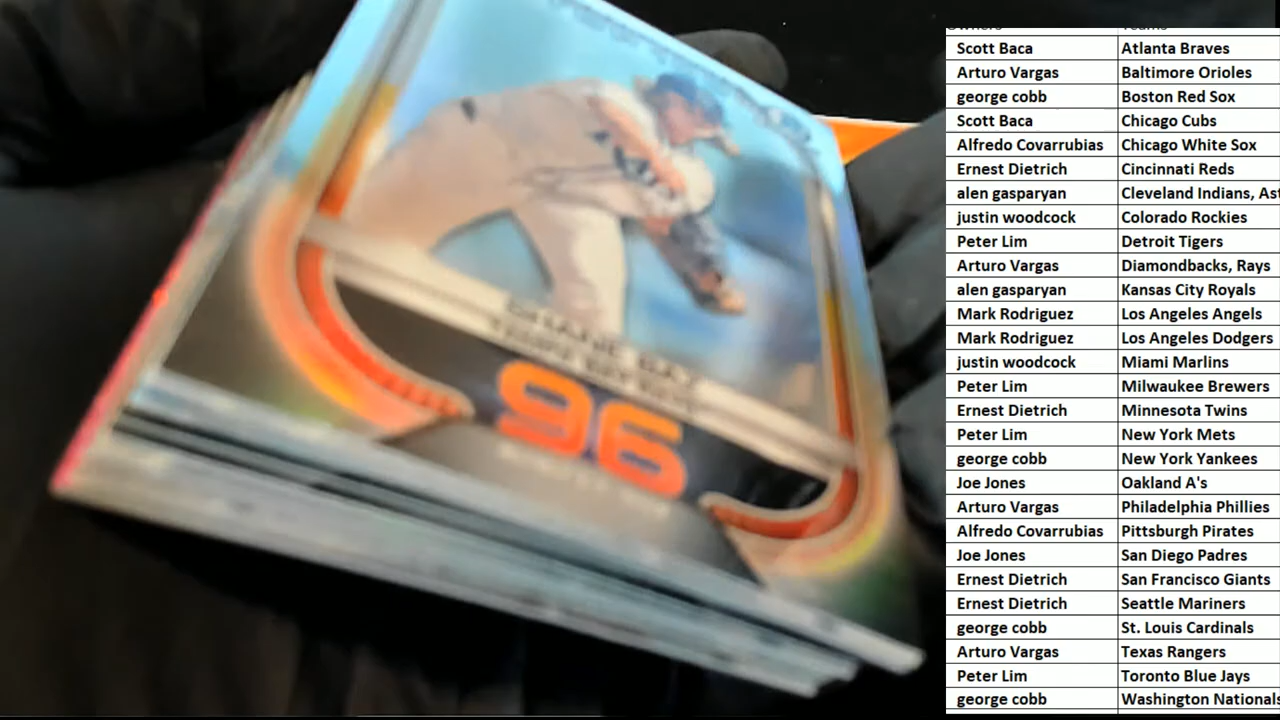 SHANE BAZ
TAMPA BAY RAYS
96
Owners Teams
Scott Baca Atlanta Braves
Arturo Vargas Baltimore Orioles
george cobb Boston Red Sox
Scott Baca Chicago Cubs
Alfredo Covarrubias Chicago White Sox
Ernest Dietrich Cincinnati Reds
alen gasparyan Cleveland Indians, Ast
justin woodcock Colorado Rockies
Peter Lim Detroit Tigers
Arturo Vargas Diamondbacks, Rays
alen gasparyan Kansas City Royals
Mark Rodriguez Los Angeles Angels
Mark Rodriguez Los Angeles Dodgers
justin woodcock Miami Marlins
Peter Lim Milwaukee Brewers
Ernest Dietrich Minnesota Twins
Peter Lim New York Mets
george cobb New York Yankees
Joe Jones Oakland A's
Arturo Vargas Philadelphia Phillies
Alfredo Covarrubias Pittsburgh Pirates
Joe Jones San Diego Padres
Ernest Dietrich San Francisco Giants
Ernest Dietrich Seattle Mariners
george cobb St. Louis Cardinals
Arturo Vargas Texas Rangers
Peter Lim Toronto Blue Jays
george cobb Washington Nationals